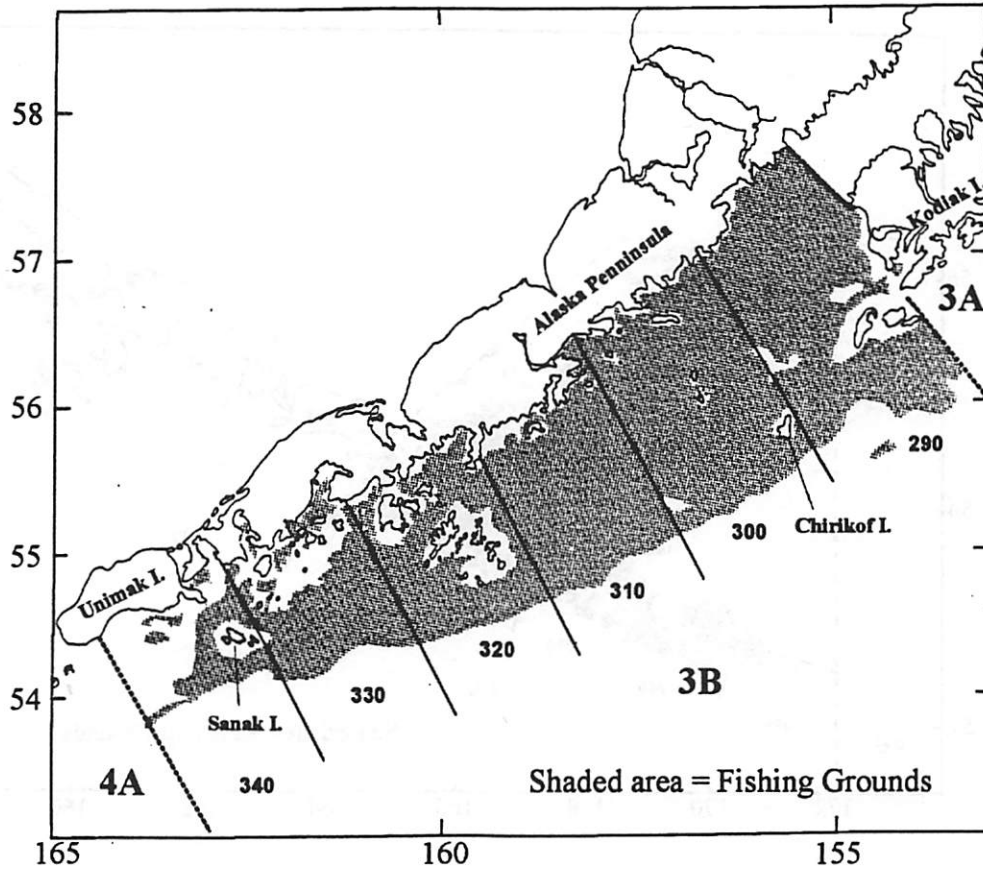 58
57
56
55
54
165
160
155
Kodiak I.
3A
Alaska Penninsula
290
Chirikof I.
300
310
Unimak I.
320
3B
330
Sanak I.
4A
340
Shaded area = Fishing Grounds